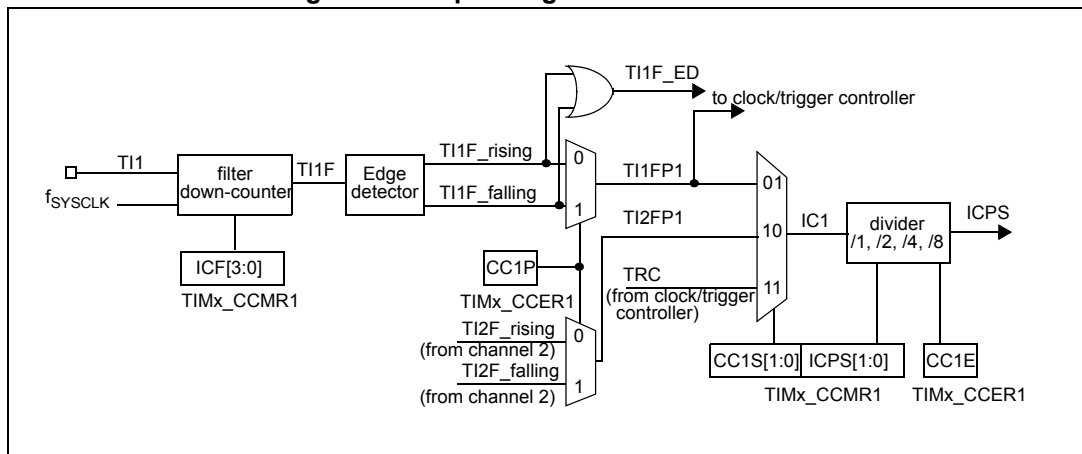 TI1F_ED
to clock/trigger controller
TI1
f SYSCLK
filter
down-counter
TI1F
Edge
detector
TI1F_rising
TI1F_falling
0
1
TI1FP1
TI2FP1
01
10
11
IC1
divider
/1, /2, /4, /8
ICPS
ICF[3:0]
TIMx_CCMR1
CC1P
TIMx_CCER1
TRC
(from clock/trigger
controller)
TI2F_rising
(from channel 2)
TI2F_falling
(from channel 2)
0
1
CC1S[1:0]
ICPS[1:0]
TIMx_CCMR1
CC1E
TIMx_CCER1